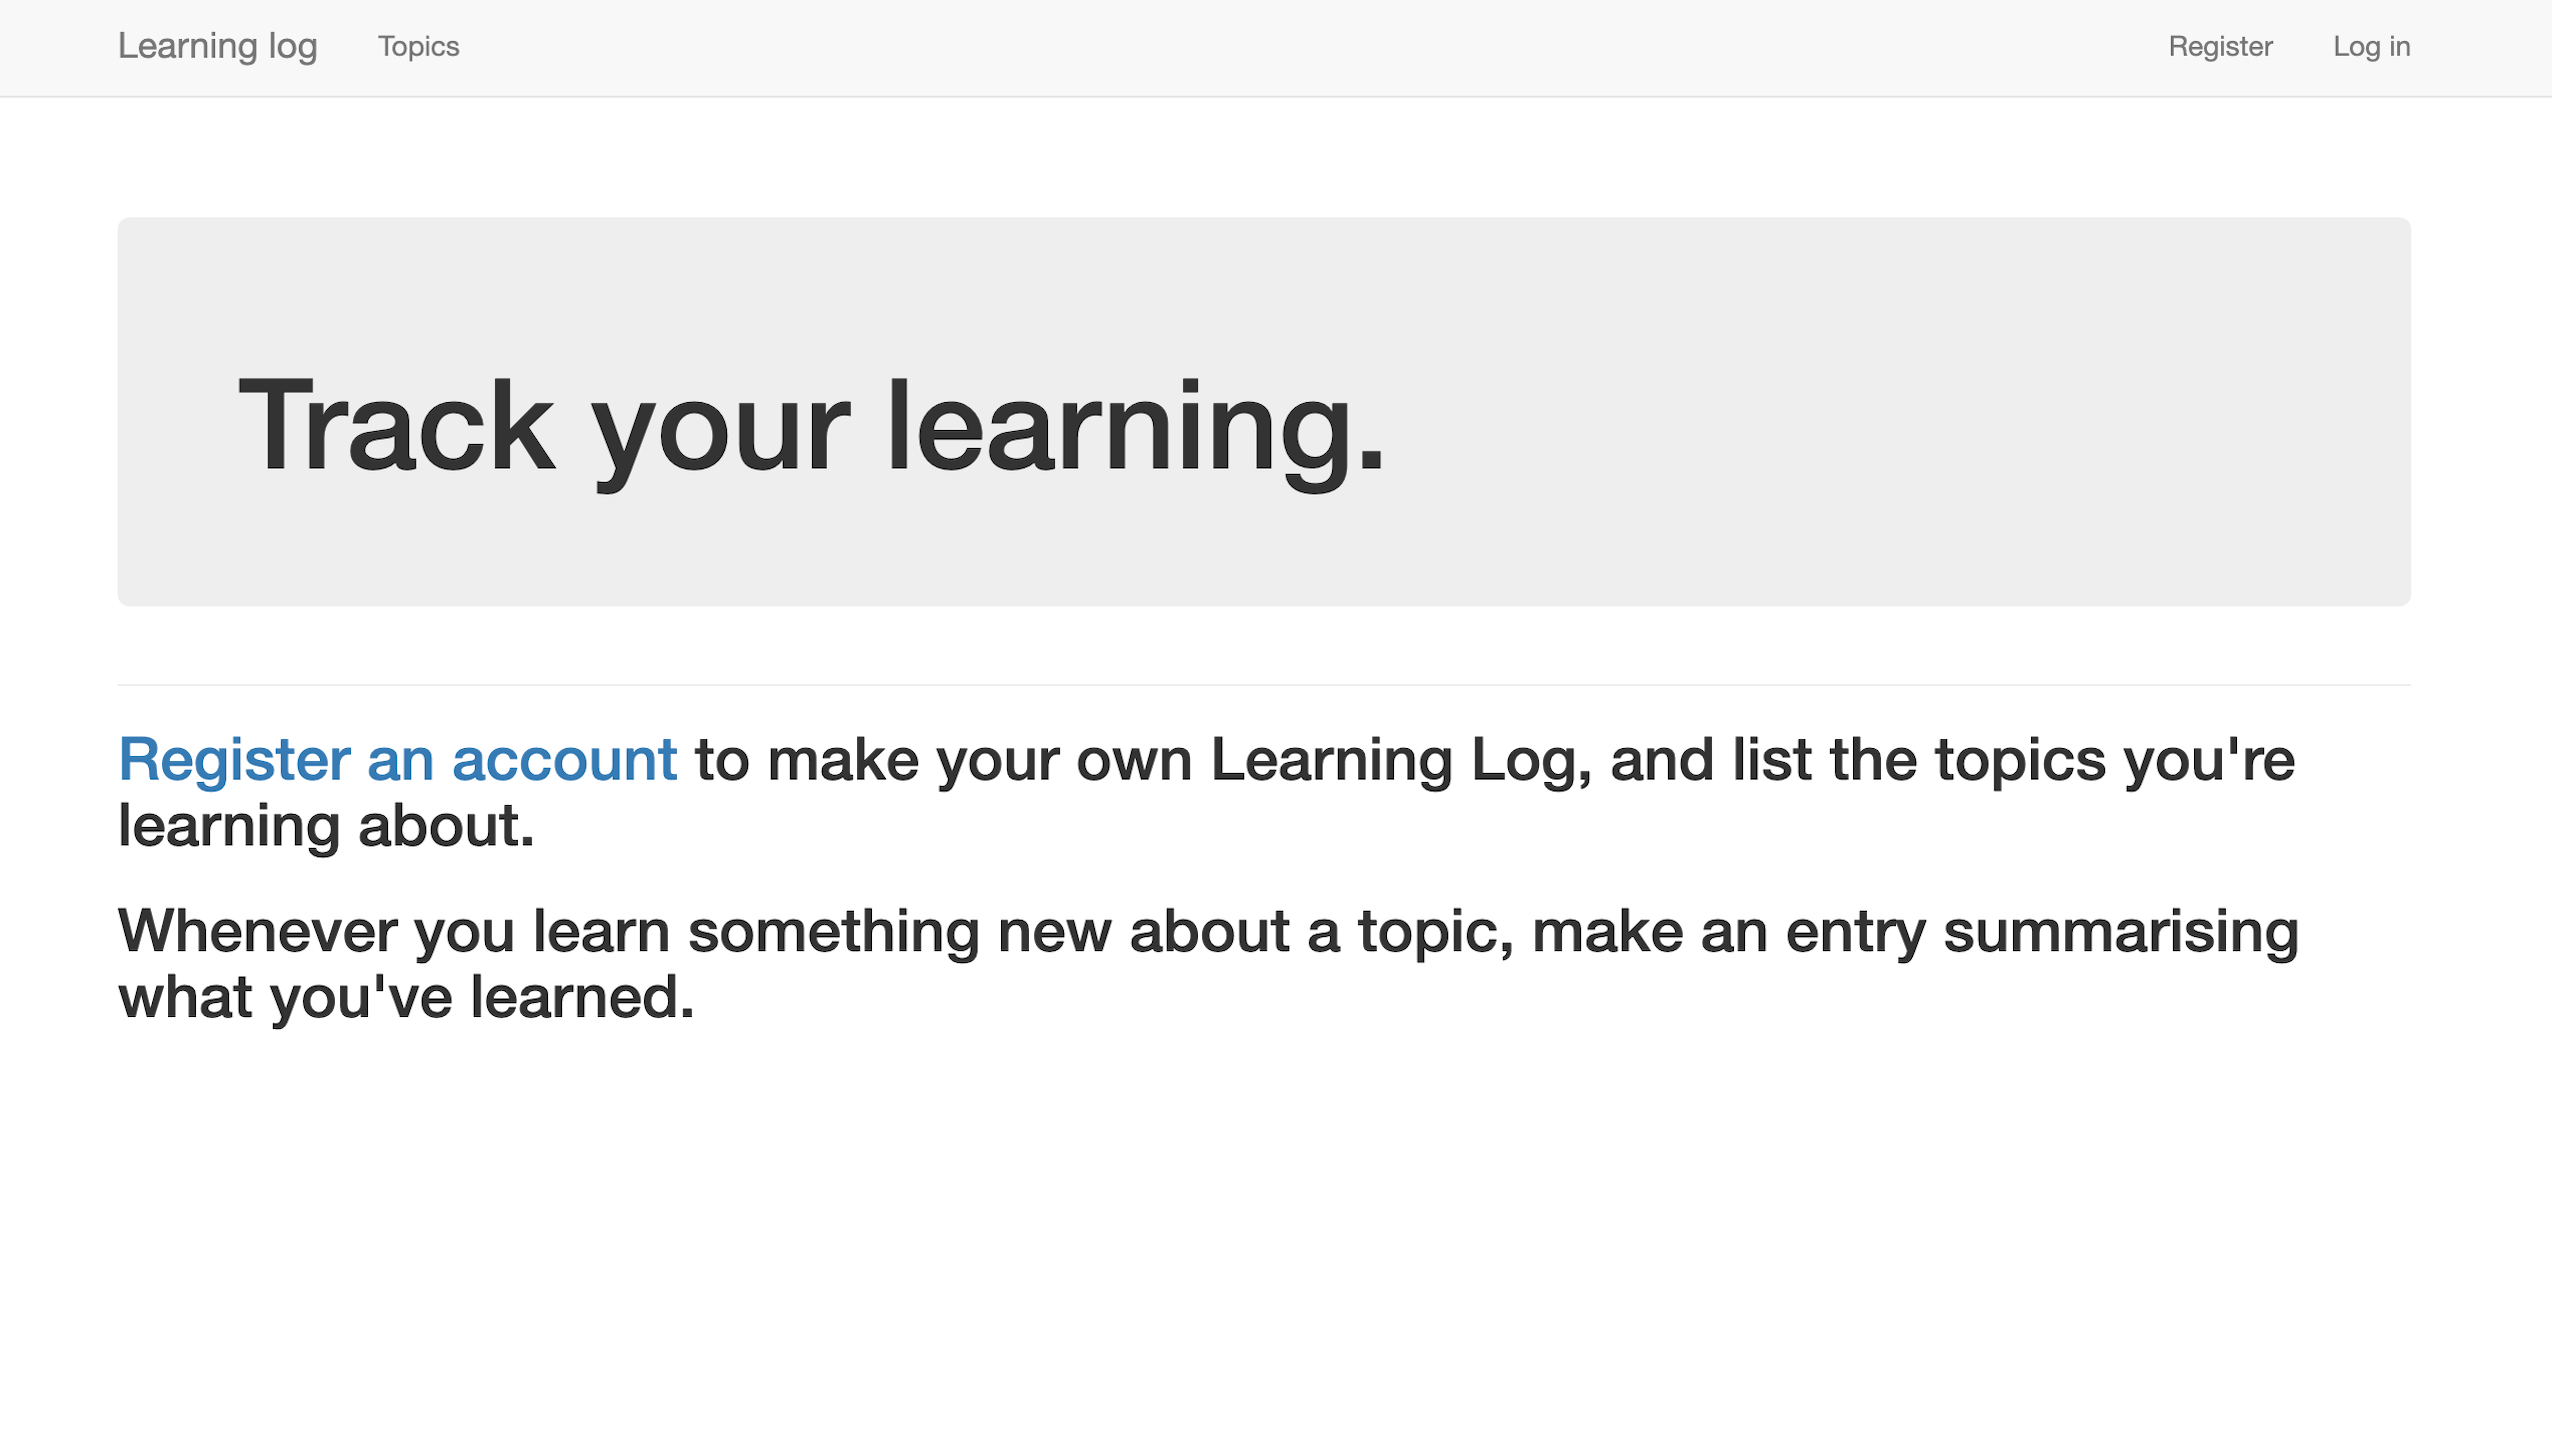 Learning log Topics Register Log in
Track your learning.
Register an account to make your own Learning Log, and list the topics you're
learning about.
Whenever you learn something new about a topic, make an entry summarising
what you've learned.